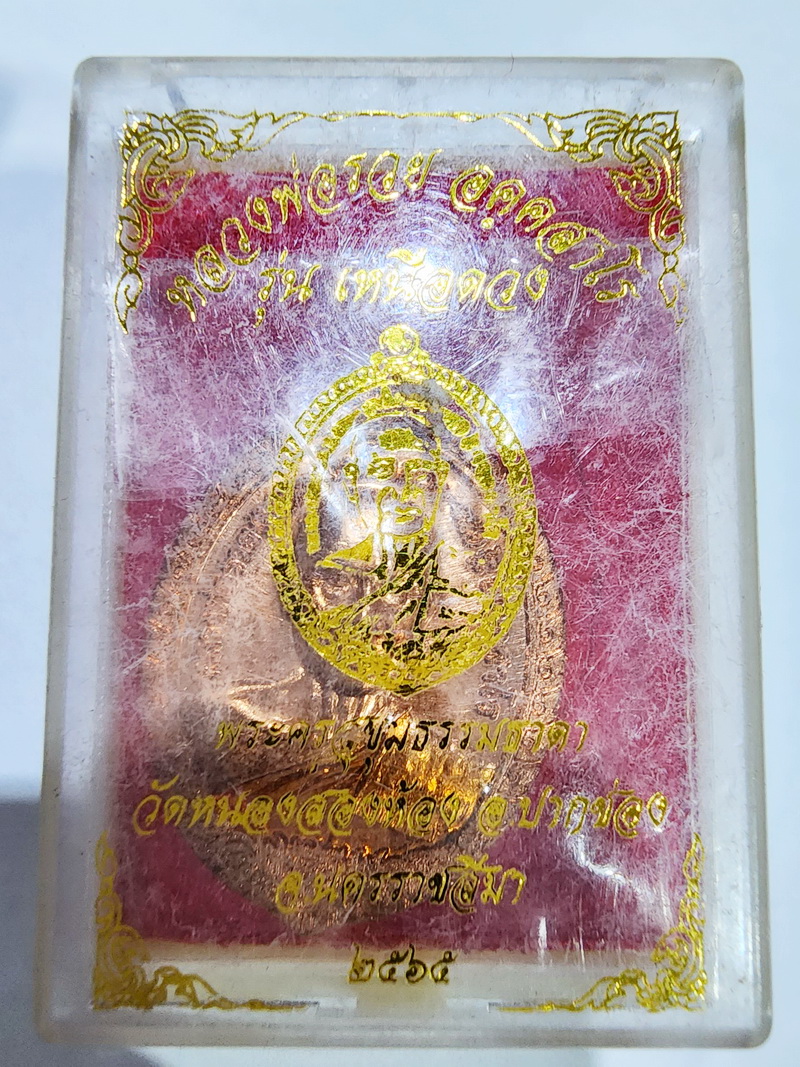 หลวงพ่อรวย อคฺคสาโร
รุ่น เหนือดวง
พระครูสุขุมธรรมธาดา
วัดหนองสองห้อง อ.ปากช่อง
จ.นครราชสีมา
๒๕๖๕